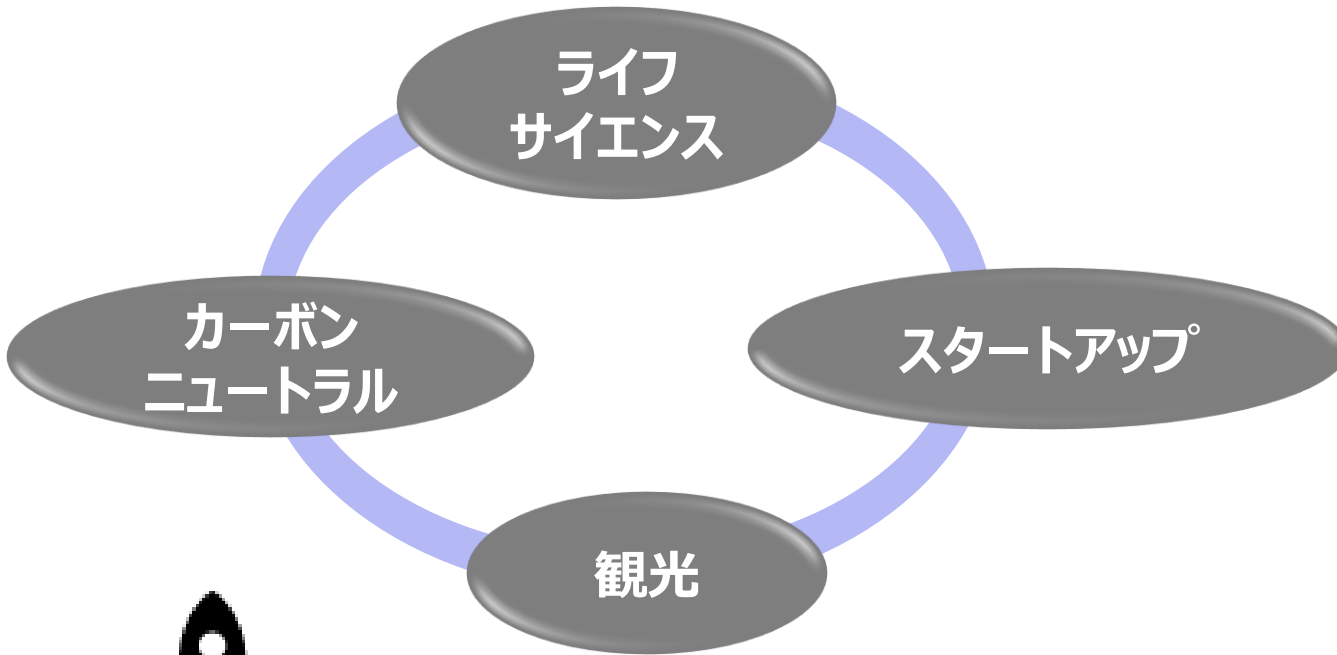 ライフ
サイエンス
カーボン
ニュートラル
スタートアップ
観光